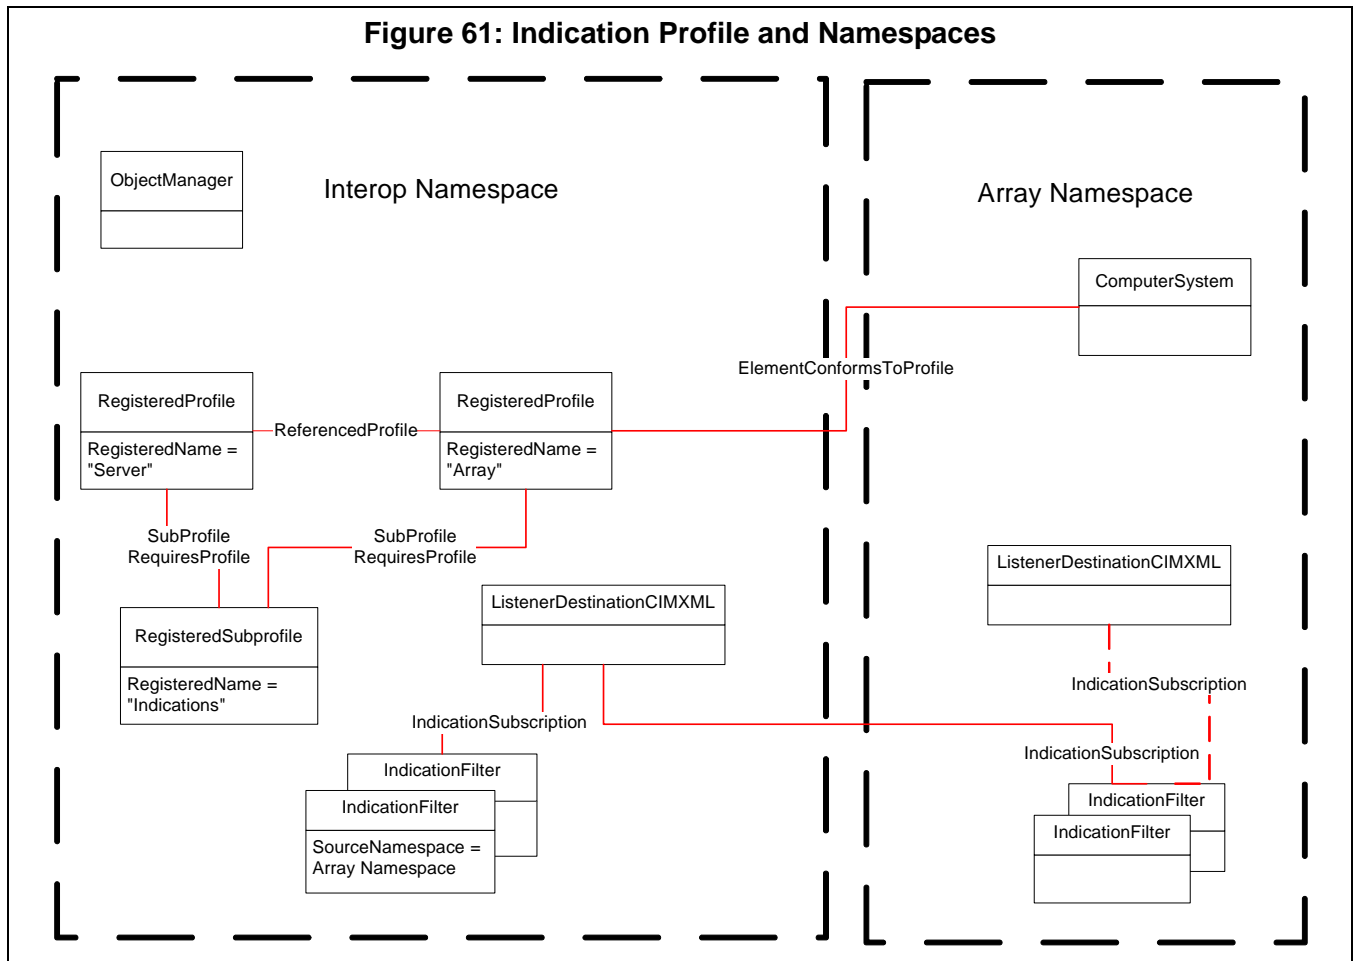 Figure 61: Indication Profile and Namespaces
ObjectManager
Interop Namespace
Array Namespace
ComputerSystem
ElementConformsToProfile
RegisteredProfile
RegisteredName =
"Server"
ReferencedProfile
RegisteredProfile
RegisteredName =
"Array"
SubProfile
RequiresProfile
SubProfile
RequiresProfile
RegisteredSubprofile
RegisteredName =
"Indications"
ListenerDestinationCIMXML
ListenerDestinationCIMXML
IndicationSubscription
IndicationSubscription
IndicationSubscription
IndicationFilter
IndicationFilter
SourceNamespace =
Array Namespace
IndicationFilter
IndicationFilter